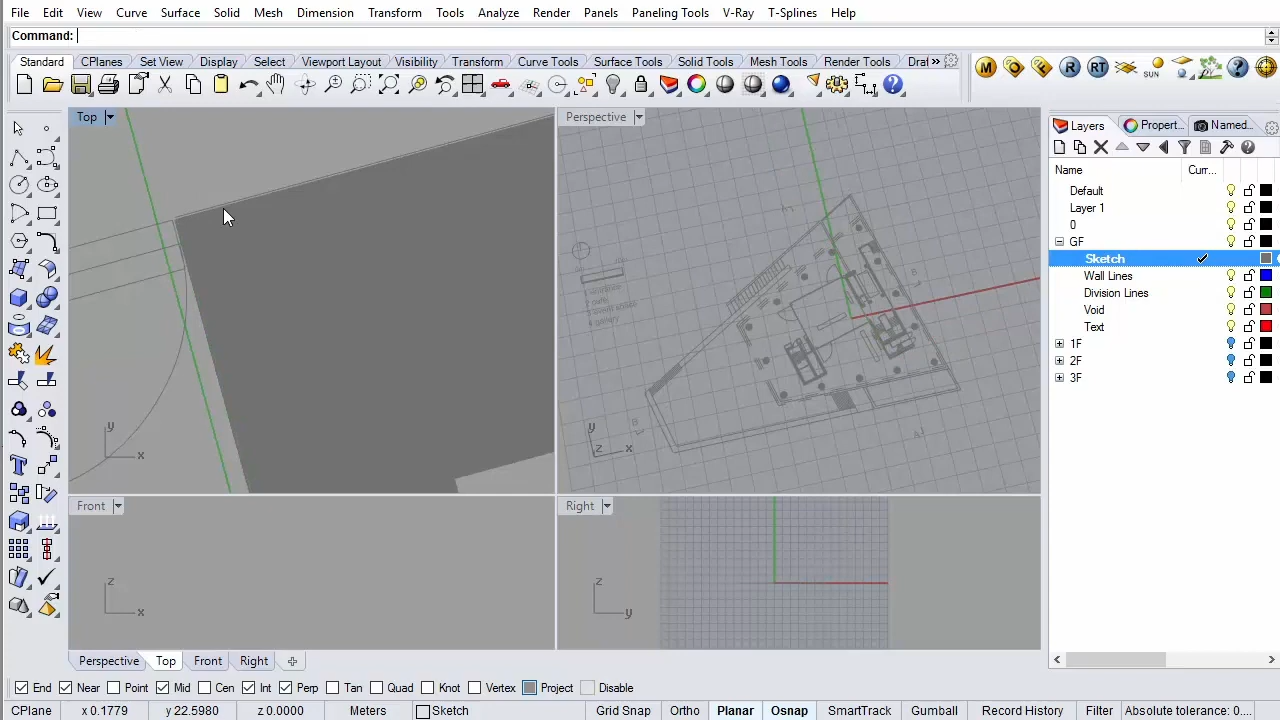 File Edit View Curve Surface Solid Mesh Dimension Transform Tools Analyze Render Panels Paneling Tools V-Ray T-Splines Help
Command:
Standard CPlanes Set View Display Select Viewport Layout Visibility Transform Curve Tools Surface Tools Solid Tools Mesh Tools Render Tools Draf »
R RT SUN
Top Perspective
Layers Propert... Named...
Name Curr...
Default
Layer 1
0
GF
Sketch
Wall Lines
Division Lines
Void
Text
1F
2F
3F
y x
y z x
B
B
Front Right
z x
z y
Perspective Top Front Right
End Near Point Mid Cen Int Perp Tan Quad Knot Vertex Project Disable
CPlane x 0.1779 y 22.5980 z 0.0000 Meters Sketch Grid Snap Ortho Planar Osnap SmartTrack Gumball Record History Filter Absolute tolerance: 0....